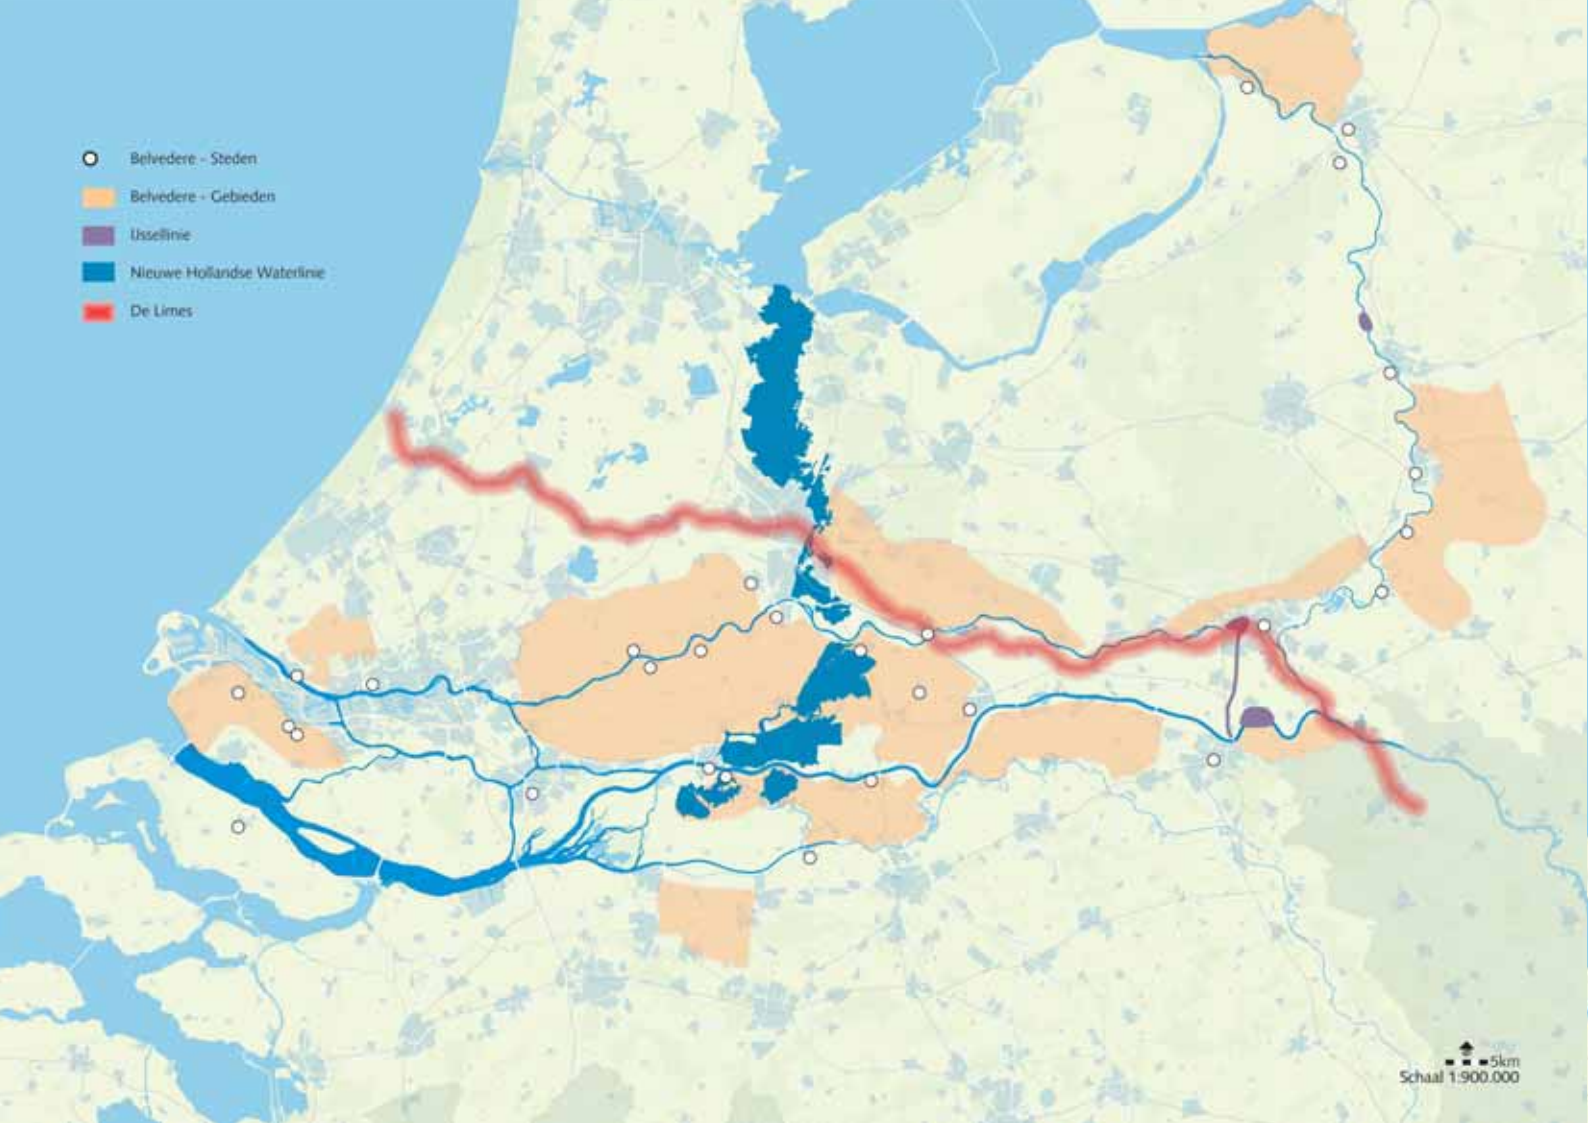 Belvedere - Steden
Belvedere - Gebieden
IJssellinie
Nieuwe Hollandse Waterlinie
De Limes
5km
Schaal 1:900.000